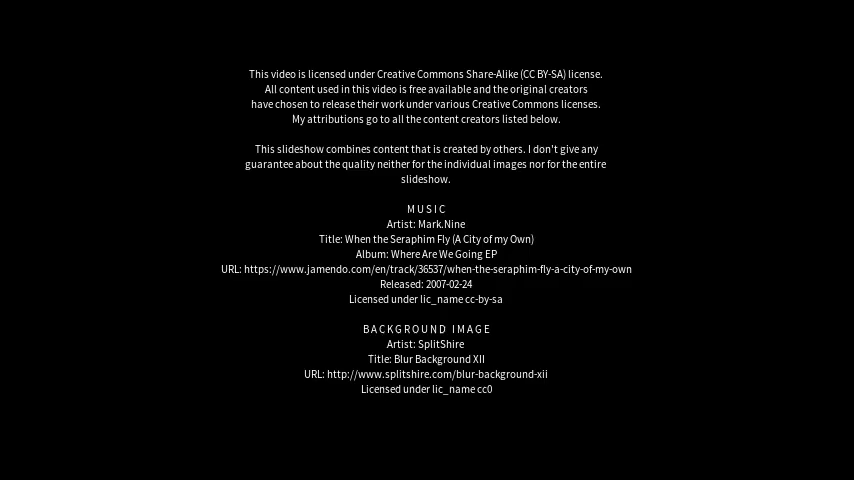 This video is licensed under Creative Commons Share-Alike (CC BY-SA) license.
All content used in this video is free available and the original creators
have chosen to release their work under various Creative Commons licenses.
My attributions go to all the content creators listed below.
This slideshow combines content that is created by others. I don't give any
guarantee about the quality neither for the individual images nor for the entire
slideshow.
MUSIC
Artist: Mark.Nine
Title: When the Seraphim Fly (A City of my Own)
Album: Where Are We Going EP
URL: https://www.jamendo.com/en/track/36537/when-the-seraphim-fly-a-city-of-my-own
Released: 2007-02-24
Licensed under lic_name cc-by-sa
BACKGROUND IMAGE
Artist: SplitShire
Title: Blur Background XII
URL: http://www.splitshire.com/blur-background-xii
Licensed under lic_name cc0